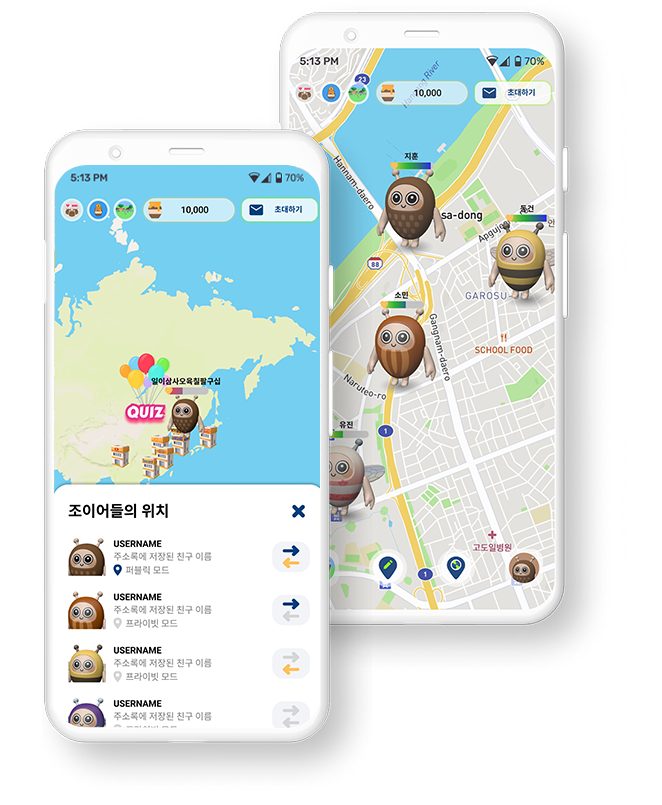 5:13 PM
70%
23
10,000
초대하기
Hannam-daero
지훈
sa-dong
동건
Apgujeo
안
88
소민
GAROSU
SCHOOL FOOD
Gangnam-daero
Naruteo-ro
1
유진
고도일병원
1
5:13 PM
70%
10,000
초대하기
일이삼사오육칠팔구십
QUIZ
조이어들의 위치
USERNAME
주소록에 저장된 친구 이름
퍼블릭 모드
USERNAME
주소록에 저장된 친구 이름
프라이빗 모드
USERNAME
주소록에 저장된 친구 이름
프라이빗 모드
USERNAME
주소록에 저장된 친구 이름